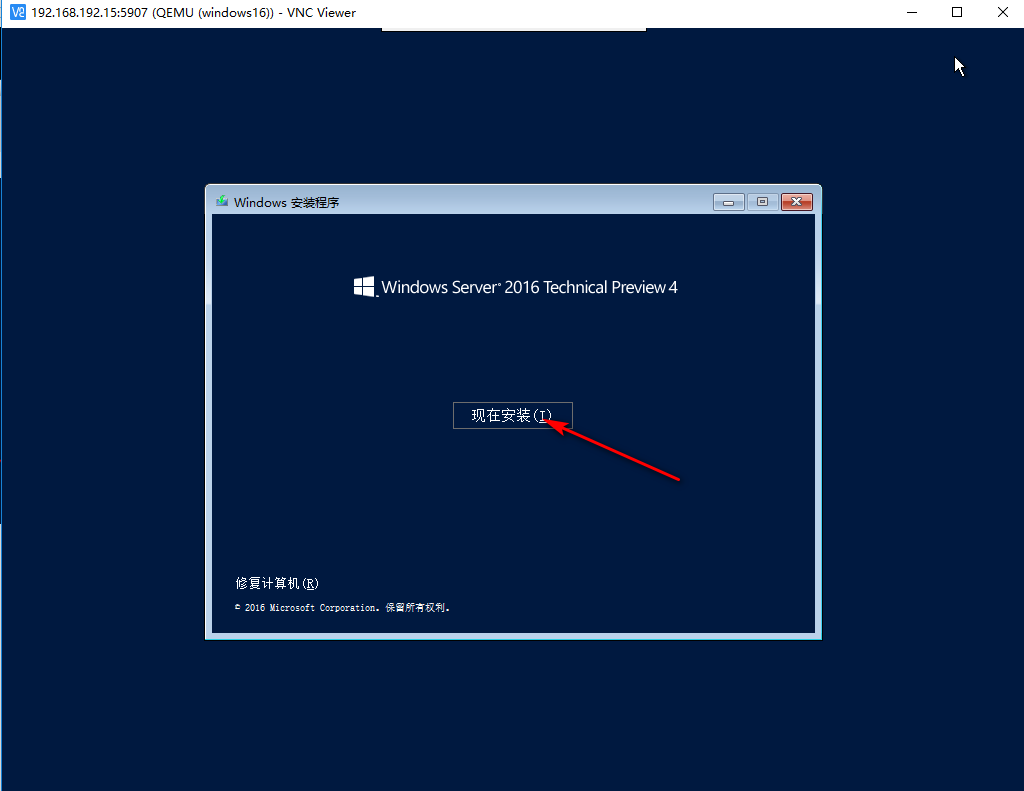 192.168.192.15:5907 (QEMU (windows16)) - VNC Viewer
Windows 安装程序
Windows Server® 2016 Technical Preview 4
现在安装(I)
修复计算机(R)
© 2016 Microsoft Corporation。保留所有权利。